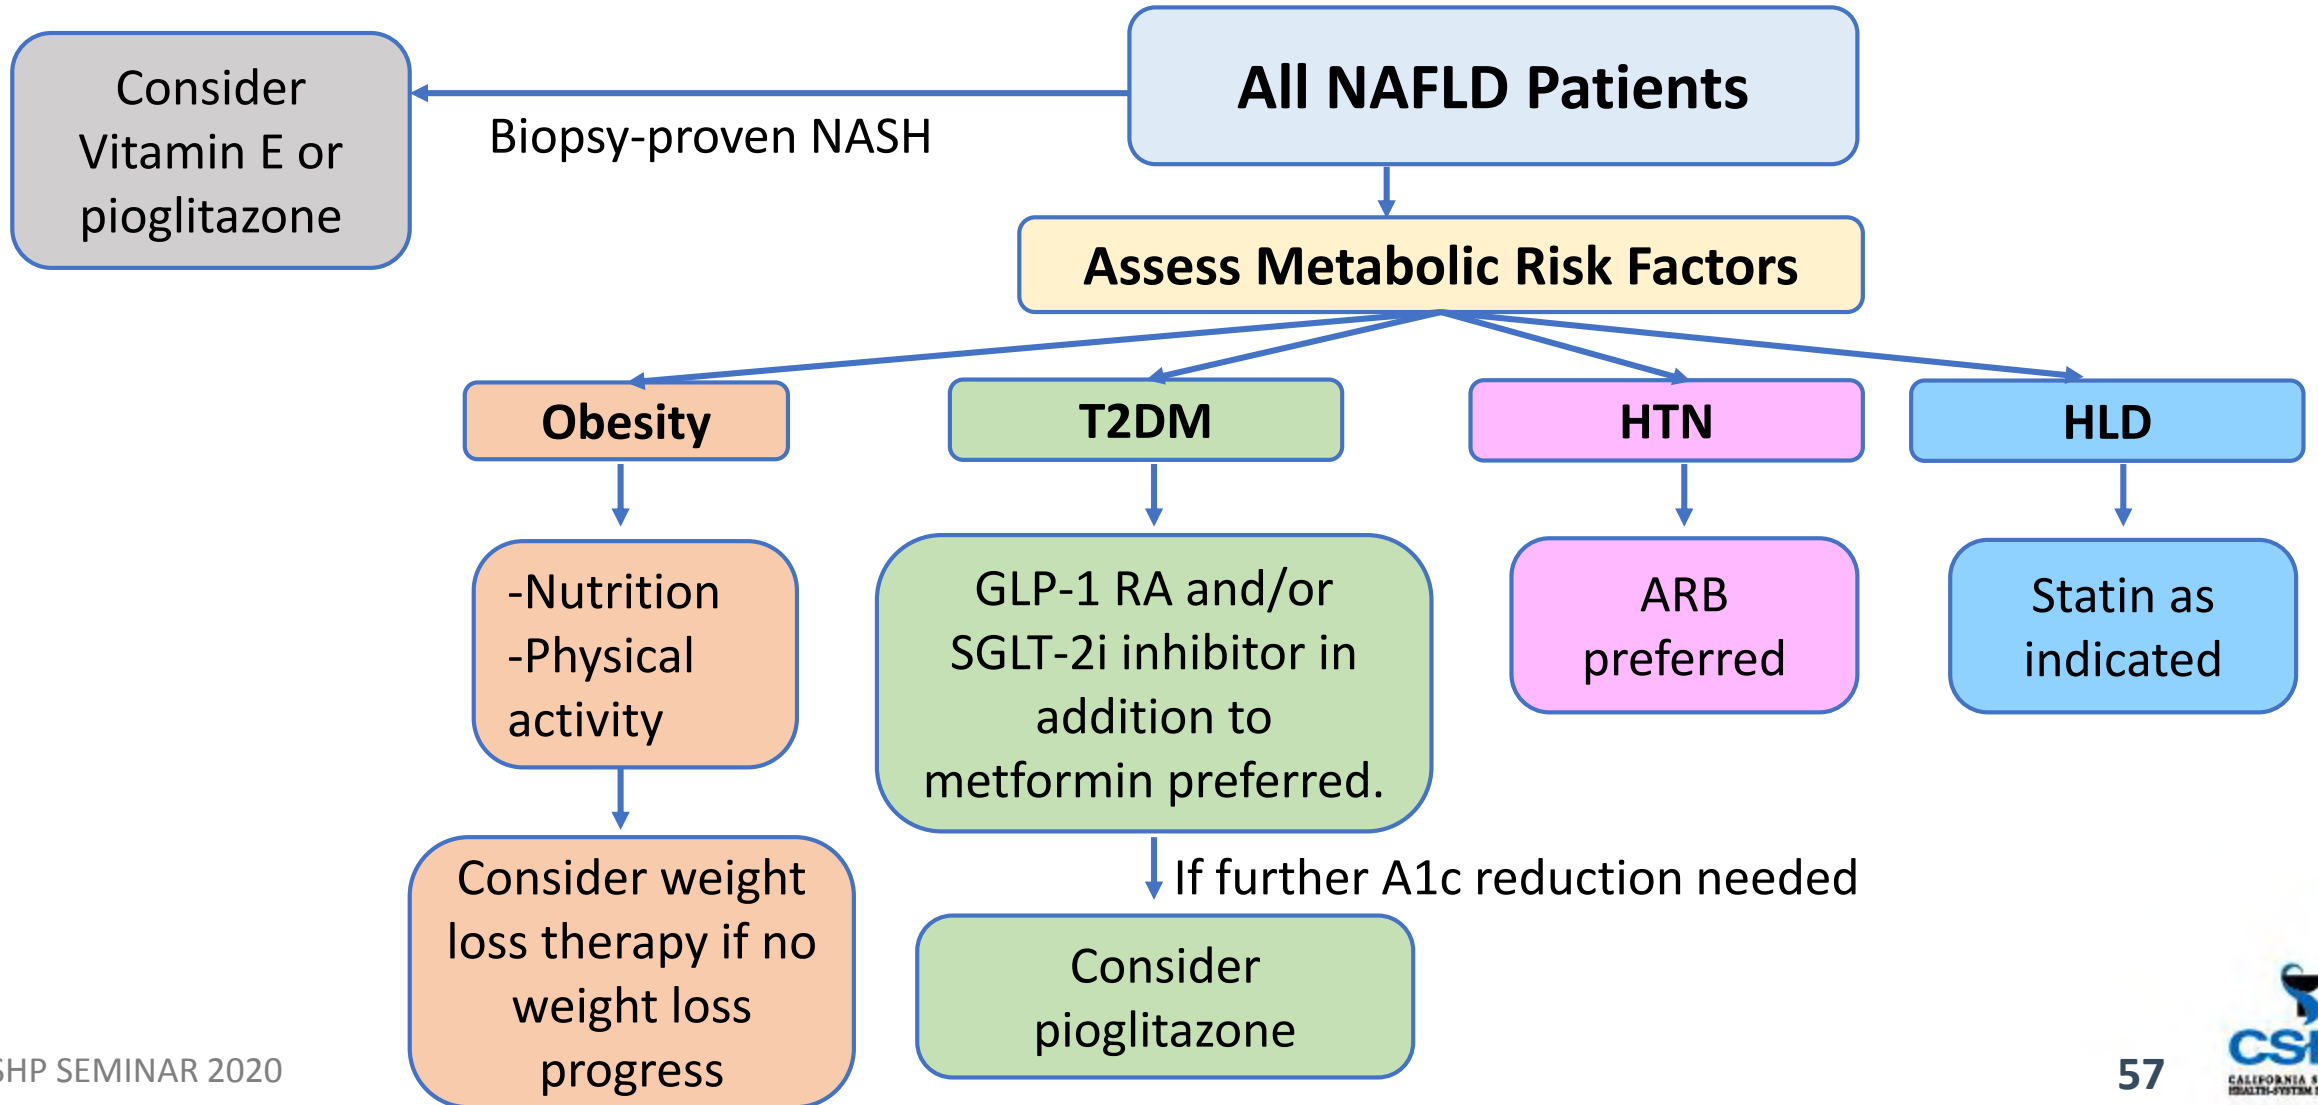 All NAFLD Patients
Consider
Vitamin E or
pioglitazone
Biopsy-proven NASH
Assess Metabolic Risk Factors
Obesity
T2DM
HTN
HLD
-Nutrition
-Physical
activity
GLP-1 RA and/or
SGLT-2i inhibitor in
addition to
metformin preferred.
ARB
preferred
Statin as
indicated
Consider weight
loss therapy if no
weight loss
progress
If further A1c reduction needed
Consider
pioglitazone
SEMINAR 2020
57
CALIFORNIA
HEALTH-SYSTEM